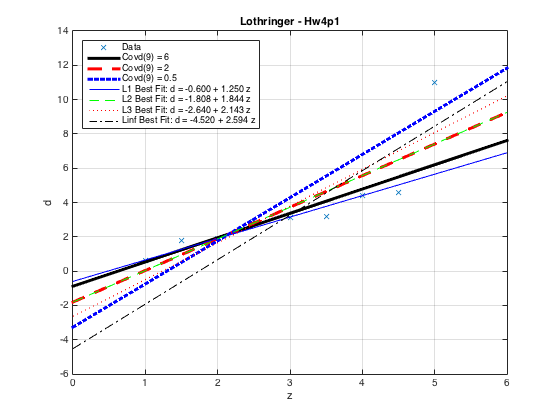 Lothringer - Hw4p1
Data
Covd(9) = 6
Covd(9) = 2
Covd(9) = 0.5
L1 Best Fit: d = -0.600 + 1.250 z
L2 Best Fit: d = -1.808 + 1.844 z
L3 Best Fit: d = -2.640 + 2.143 z
Linf Best Fit: d = -4.520 + 2.594 z
14
12
10
8
6
4
2
0
-2
-4
-6
d
0 1 2 3 4 5 6
z